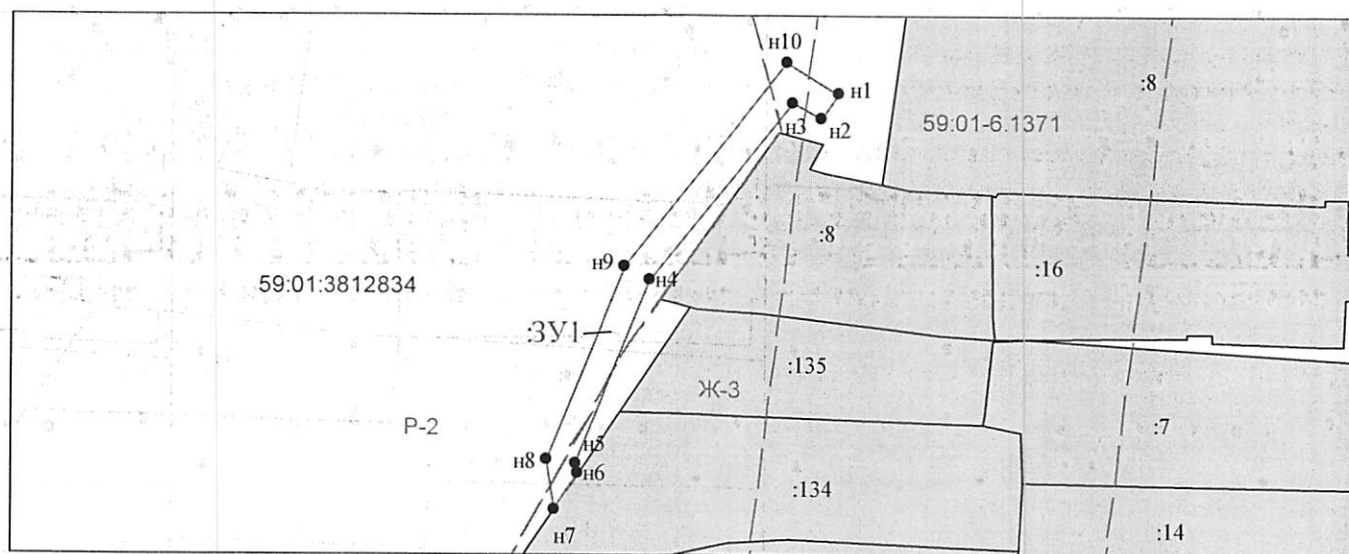 н10
:8
н1
н3
н2
59:01-6.1371
:8
н9
н4
:16
59:01:3812834
:ЗУ1
:135
Ж-3
Р-2
:7
н5
н8
н6
:134
н7
:14